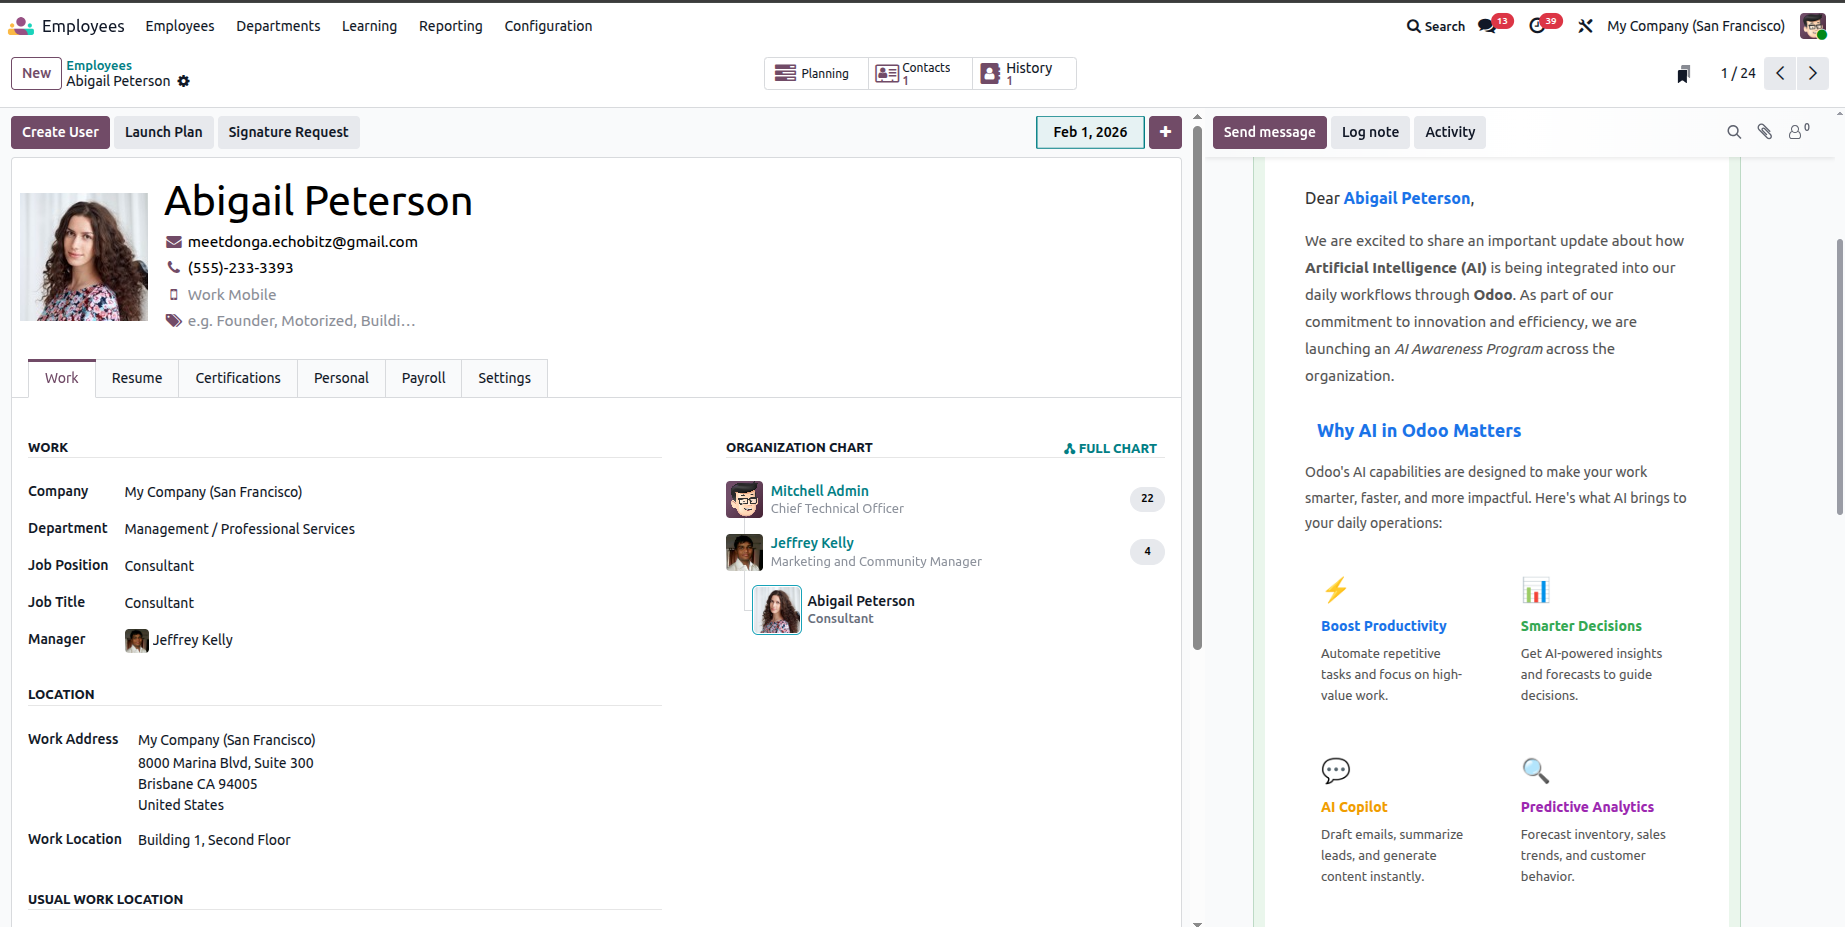 Employees
Employees
Departments
Learning
Reporting
Configuration
Search
13
39
My Company (San Francisco)
New
Employees
Abigail Peterson
Planning
Contacts
1
History
1
1 / 24
Create User
Launch Plan
Signature Request
Feb 1, 2026
+
Send message
Log note
Activity
0
Abigail Peterson
meetdonga.echobitz@gmail.com
(555)-233-3393
Work Mobile
e.g. Founder, Motorized, Buildi...
Work
Resume
Certifications
Personal
Payroll
Settings
WORK
Company
My Company (San Francisco)
Department
Management / Professional Services
Job Position
Consultant
Job Title
Consultant
Manager
Jeffrey Kelly
LOCATION
Work Address
My Company (San Francisco)
8000 Marina Blvd, Suite 300
Brisbane CA 94005
United States
Work Location
Building 1, Second Floor
USUAL WORK LOCATION
ORGANIZATION CHART
FULL CHART
Mitchell Admin
Chief Technical Officer
22
Jeffrey Kelly
Marketing and Community Manager
4
Abigail Peterson
Consultant
Dear Abigail Peterson,
We are excited to share an important update about how
Artificial Intelligence (AI) is being integrated into our
daily workflows through Odoo. As part of our
commitment to innovation and efficiency, we are
launching an AI Awareness Program across the
organization.
Why AI in Odoo Matters
Odoo's AI capabilities are designed to make your work
smarter, faster, and more impactful. Here's what AI brings to
your daily operations:
Boost Productivity
Automate repetitive
tasks and focus on high-
value work.
Smarter Decisions
Get AI-powered insights
and forecasts to guide
decisions.
AI Copilot
Draft emails, summarize
leads, and generate
content instantly.
Predictive Analytics
Forecast inventory, sales
trends, and customer
behavior.